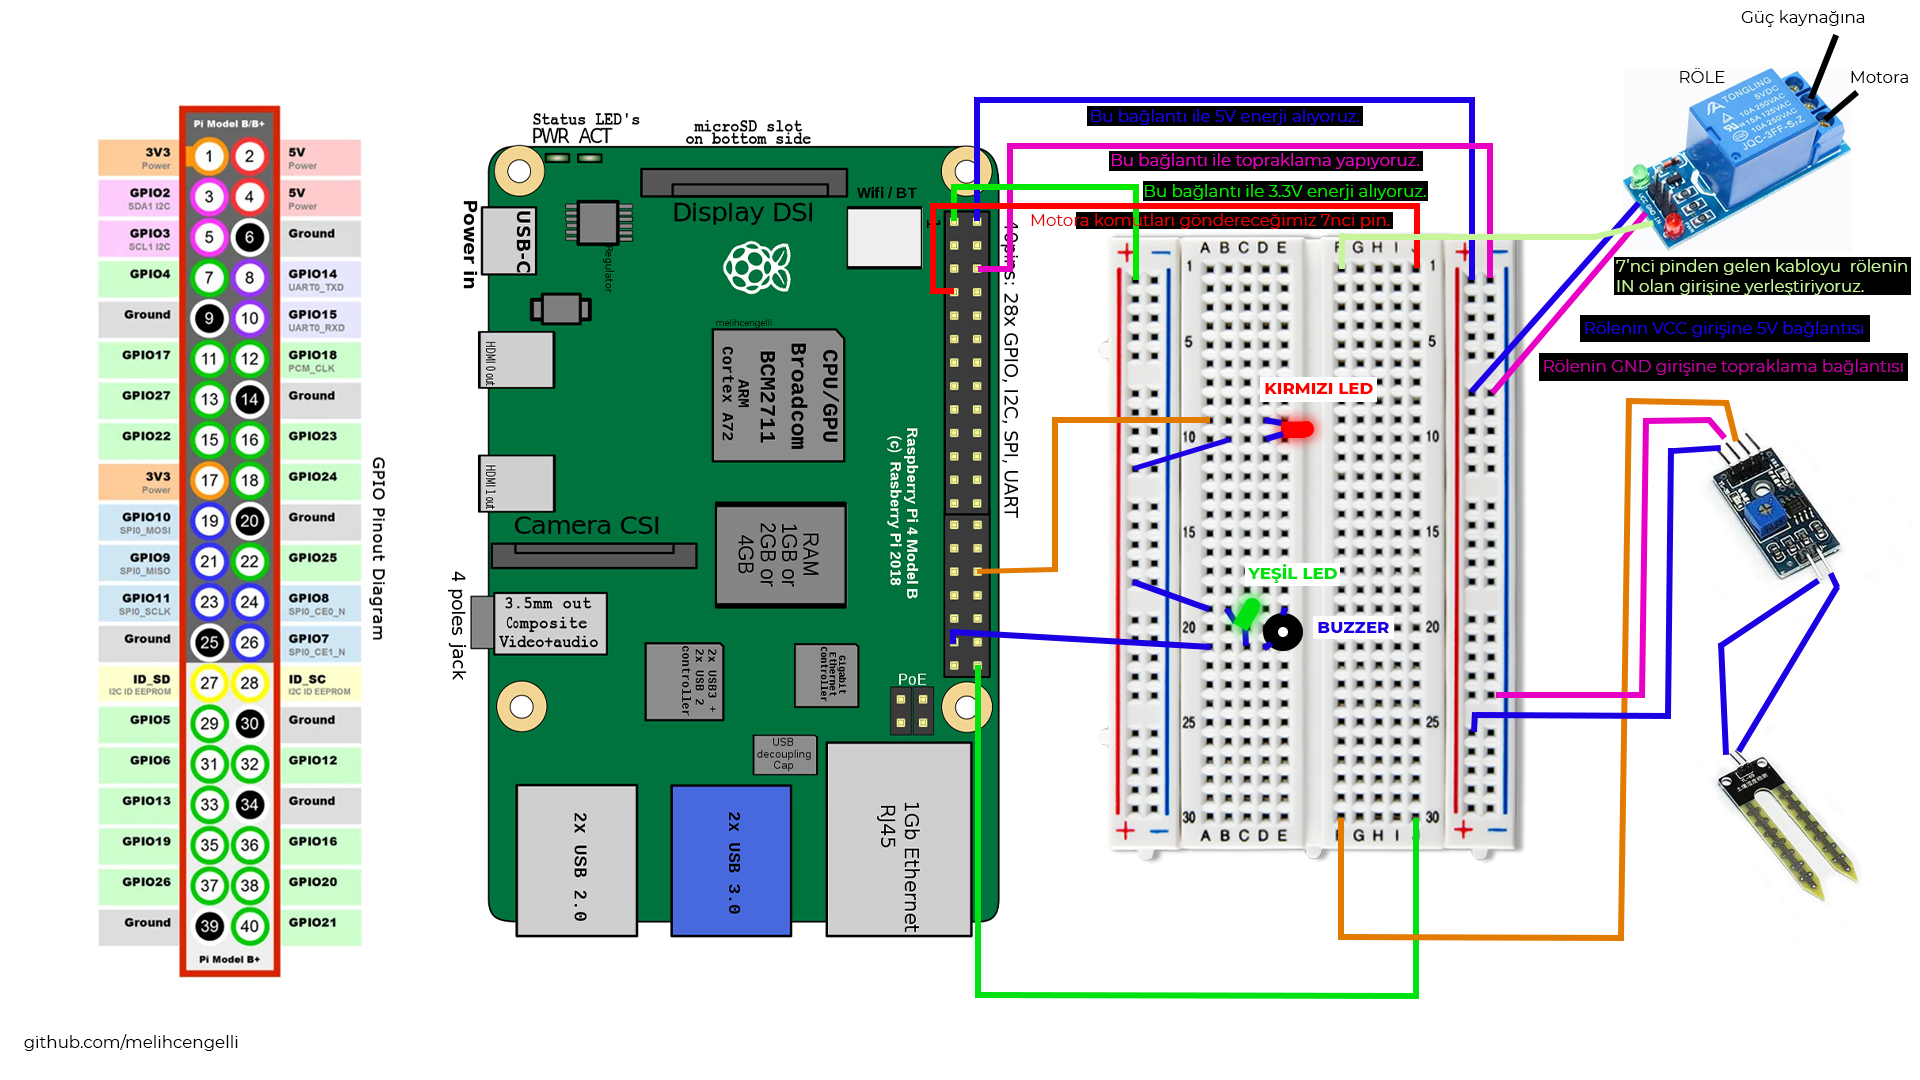 Güç kaynağına
RÖLE
Motora
TONGLING
5VDC
10A 250VAC
15A 125VAC
10A 250VAC
JQC-3FF-S-Z
VCC GND IN
Bu bağlantı ile 5V enerji alıyoruz.
Bu bağlantı ile topraklama yapıyoruz.
Bu bağlantı ile 3.3V enerji alıyoruz.
Motora komutları göndereceğimiz 7nci pin.
7'nci pinden gelen kabloyu rölenin
IN olan girişine yerleştiriyoruz.
Rölenin VCC girişine 5V bağlantısı
Rölenin GND girişine topraklama bağlantısı
Pi Model B/B+
3V3
Power
1 2
5V
Power
GPIO2
SDA1 I2C
3 4
5V
Power
GPIO3
SCL1 I2C
5 6
Ground
GPIO4
7 8
GPIO14
UART0_TXD
Ground
9 10
GPIO15
UART0_RXD
GPIO17
11 12
GPIO18
PCM_CLK
GPIO27
13 14
Ground
GPIO22
15 16
GPIO23
3V3
Power
17 18
GPIO24
GPIO10
SPI0_MOSI
19 20
Ground
GPIO9
SPI0_MISO
21 22
GPIO25
GPIO11
SPI0_SCLK
23 24
GPIO8
SPI0_CE0_N
Ground
25 26
GPIO7
SPI0_CE1_N
ID_SD
I2C ID EEPROM
27 28
ID_SC
I2C ID EEPROM
GPIO5
29 30
Ground
GPIO6
31 32
GPIO12
GPIO13
33 34
Ground
GPIO19
35 36
GPIO16
GPIO26
37 38
GPIO20
Ground
39 40
GPIO21
Pi Model B+
GPIO Pinout Diagram
Status LED's
PWR ACT
microSD slot
on bottom side
Wifi / BT
Display DSI
Power in
USB-C
Regulator
melihcengelli
HDMI 0 out
CPU/GPU
Broadcom
BCM2711
ARM
Cortex A72
HDMI 1 out
Camera CSI
RAM
1GB or
2GB or
4GB
Raspberry Pi 4 Model B
(c) Rasberry Pi 2018
40pins: 28x GPIO, I2C, SPI, UART
4 poles jack
3.5mm out
Composite
Video+audio
2x USB3 +
2x USB 2
controller
Gigabit
Ethernet
Controller
PoE
USB
decoupling
Cap
2x USB 2.0
2x USB 3.0
1Gb Ethernet
RJ45
+ −
A B C D E
F G H I J
+ −
1 1
5 5
10 10
15 15
20 20
25 25
30 30
A B C D E
F G H I J
+ −
+ −
KIRMIZI LED
YEŞİL LED
BUZZER
github.com/melihcengelli